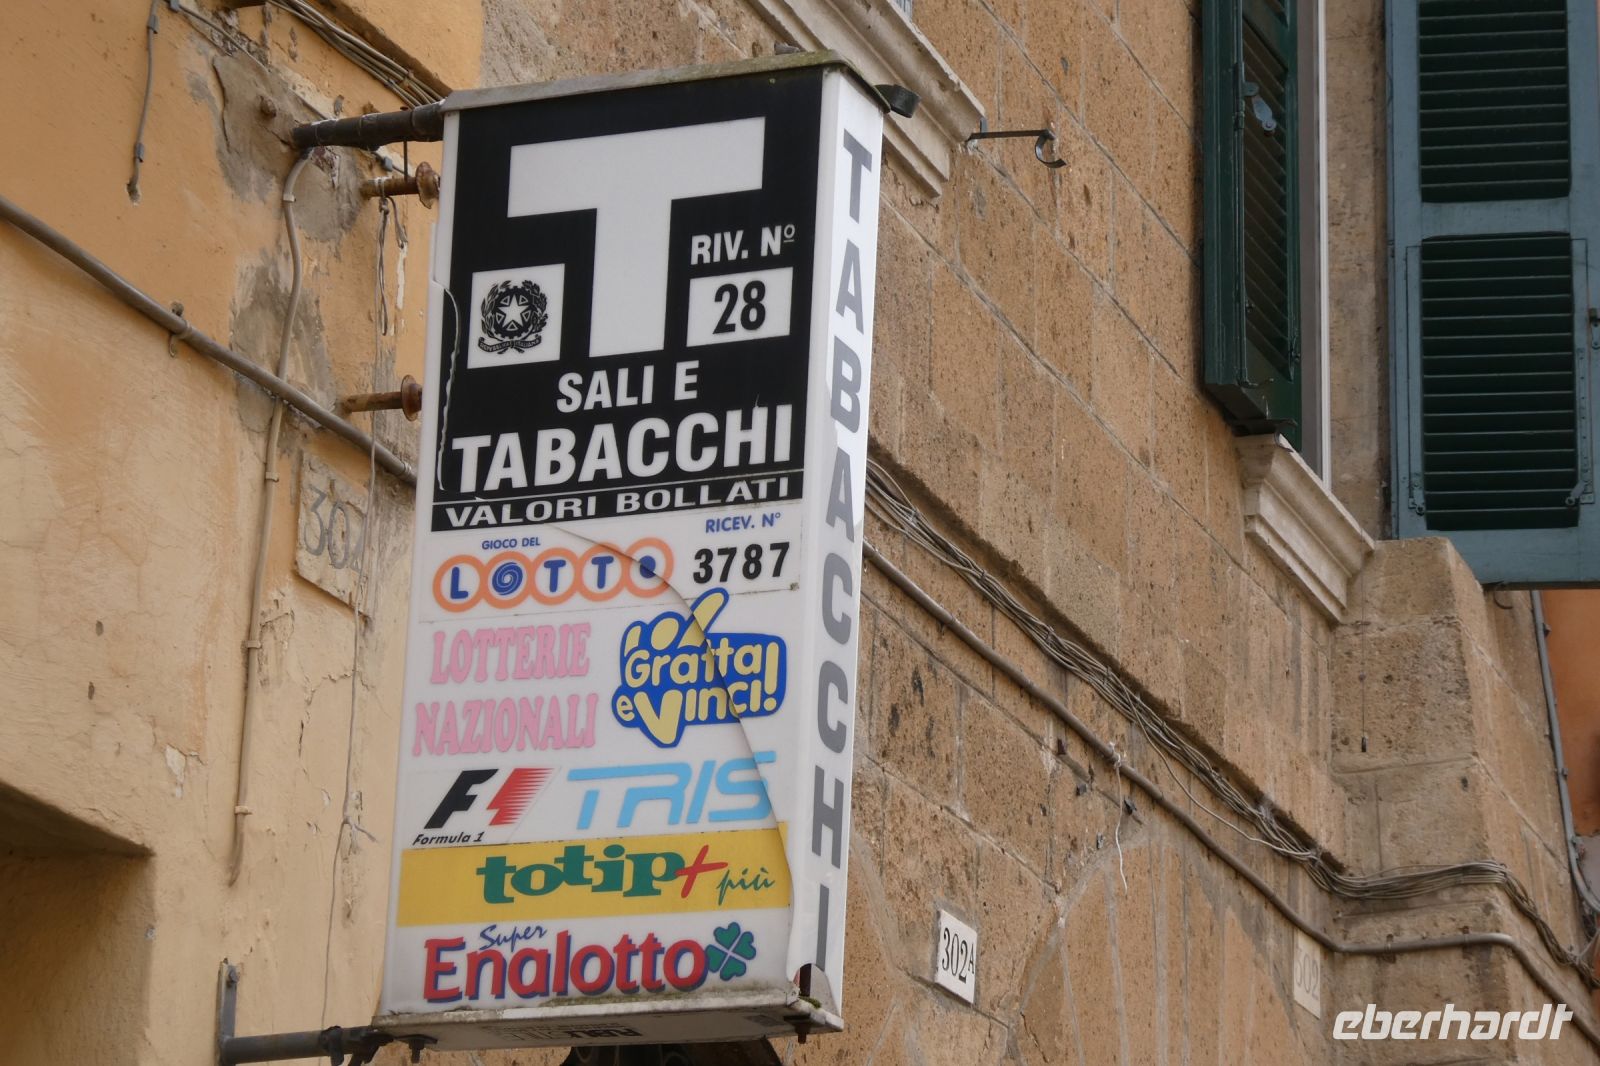 T
RIV. Nº
28
SALI E
TABACCHI
VALORI BOLLATI
GIOCO DEL
LOTTO
RICEV. N°
3787
LOTTERIE
NAZIONALI
Gratta
e Vinci!
F1
Formula 1
TRIS
totip+
più
Super
Enalotto
TABACCHI
302A
302
eberhardt